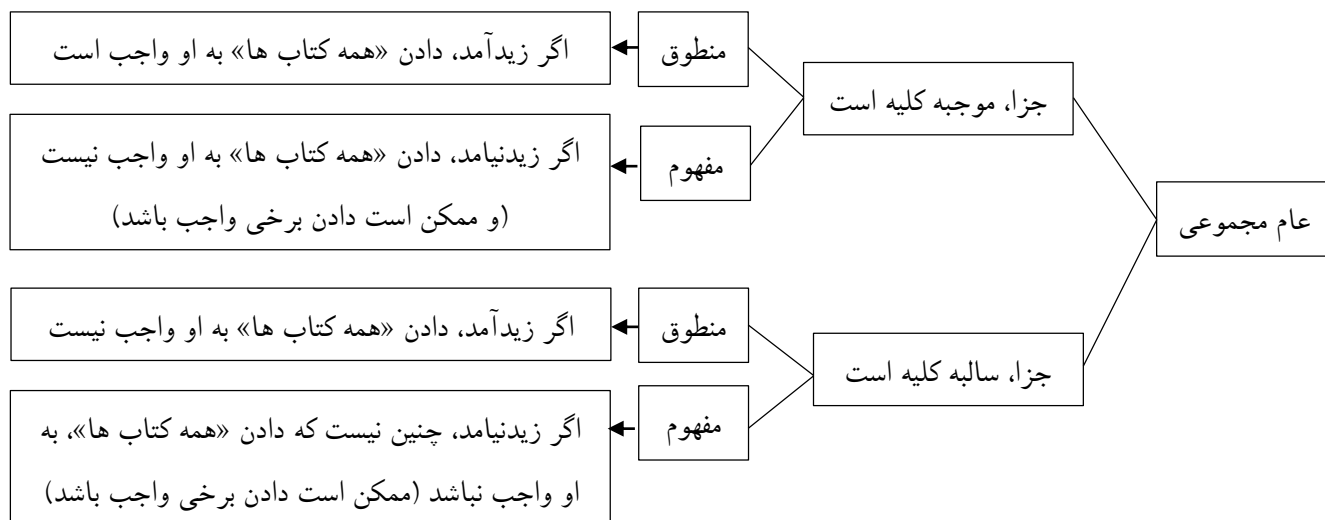 عام مجموعی
جزا، موجبه کلیه است
منطوق
اگر زیدآمد، دادن «همه کتاب ها» به او واجب است
مفهوم
اگر زیدنیامد، دادن «همه کتاب ها» به او واجب نیست
(و ممکن است دادن برخی واجب باشد)
جزا، سالبه کلیه است
منطوق
اگر زیدآمد، دادن «همه کتاب ها» به او واجب نیست
مفهوم
اگر زیدنیامد، چنین نیست که دادن «همه کتاب ها»، به
او واجب نباشد (ممکن است دادن برخی واجب باشد)